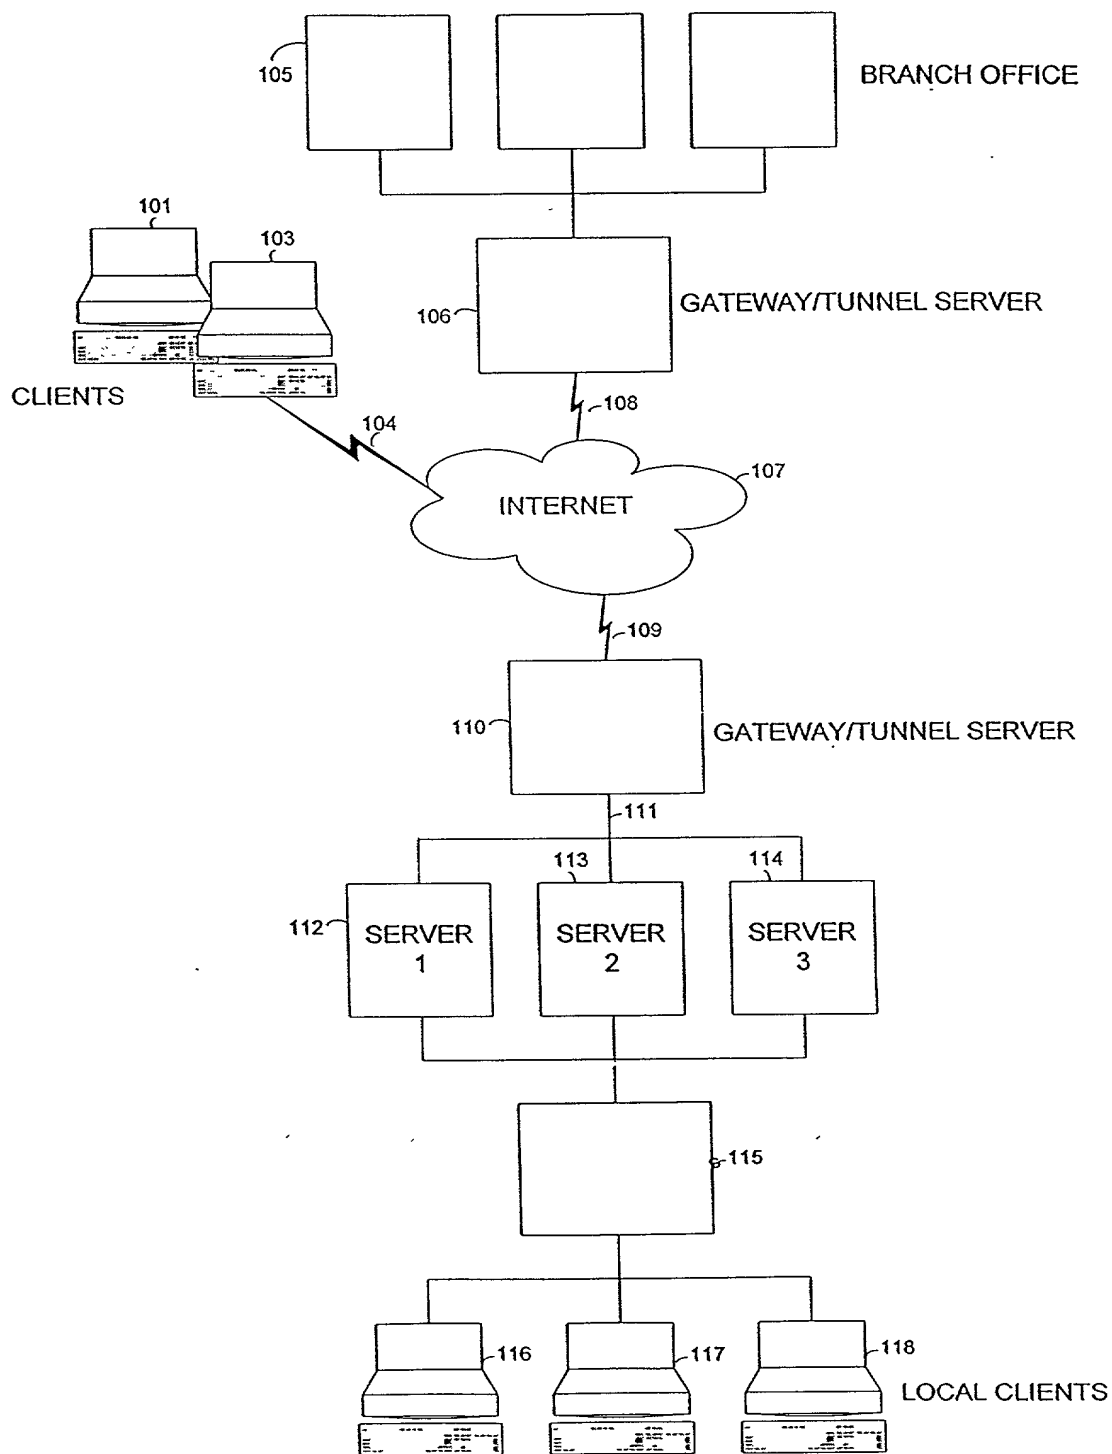 105
BRANCH OFFICE
101
103
106
GATEWAY/TUNNEL SERVER
CLIENTS
104
108
107
INTERNET
109
110
GATEWAY/TUNNEL SERVER
111
113
114
112
SERVER
1
SERVER
2
SERVER
3
115
116
117
118
LOCAL CLIENTS